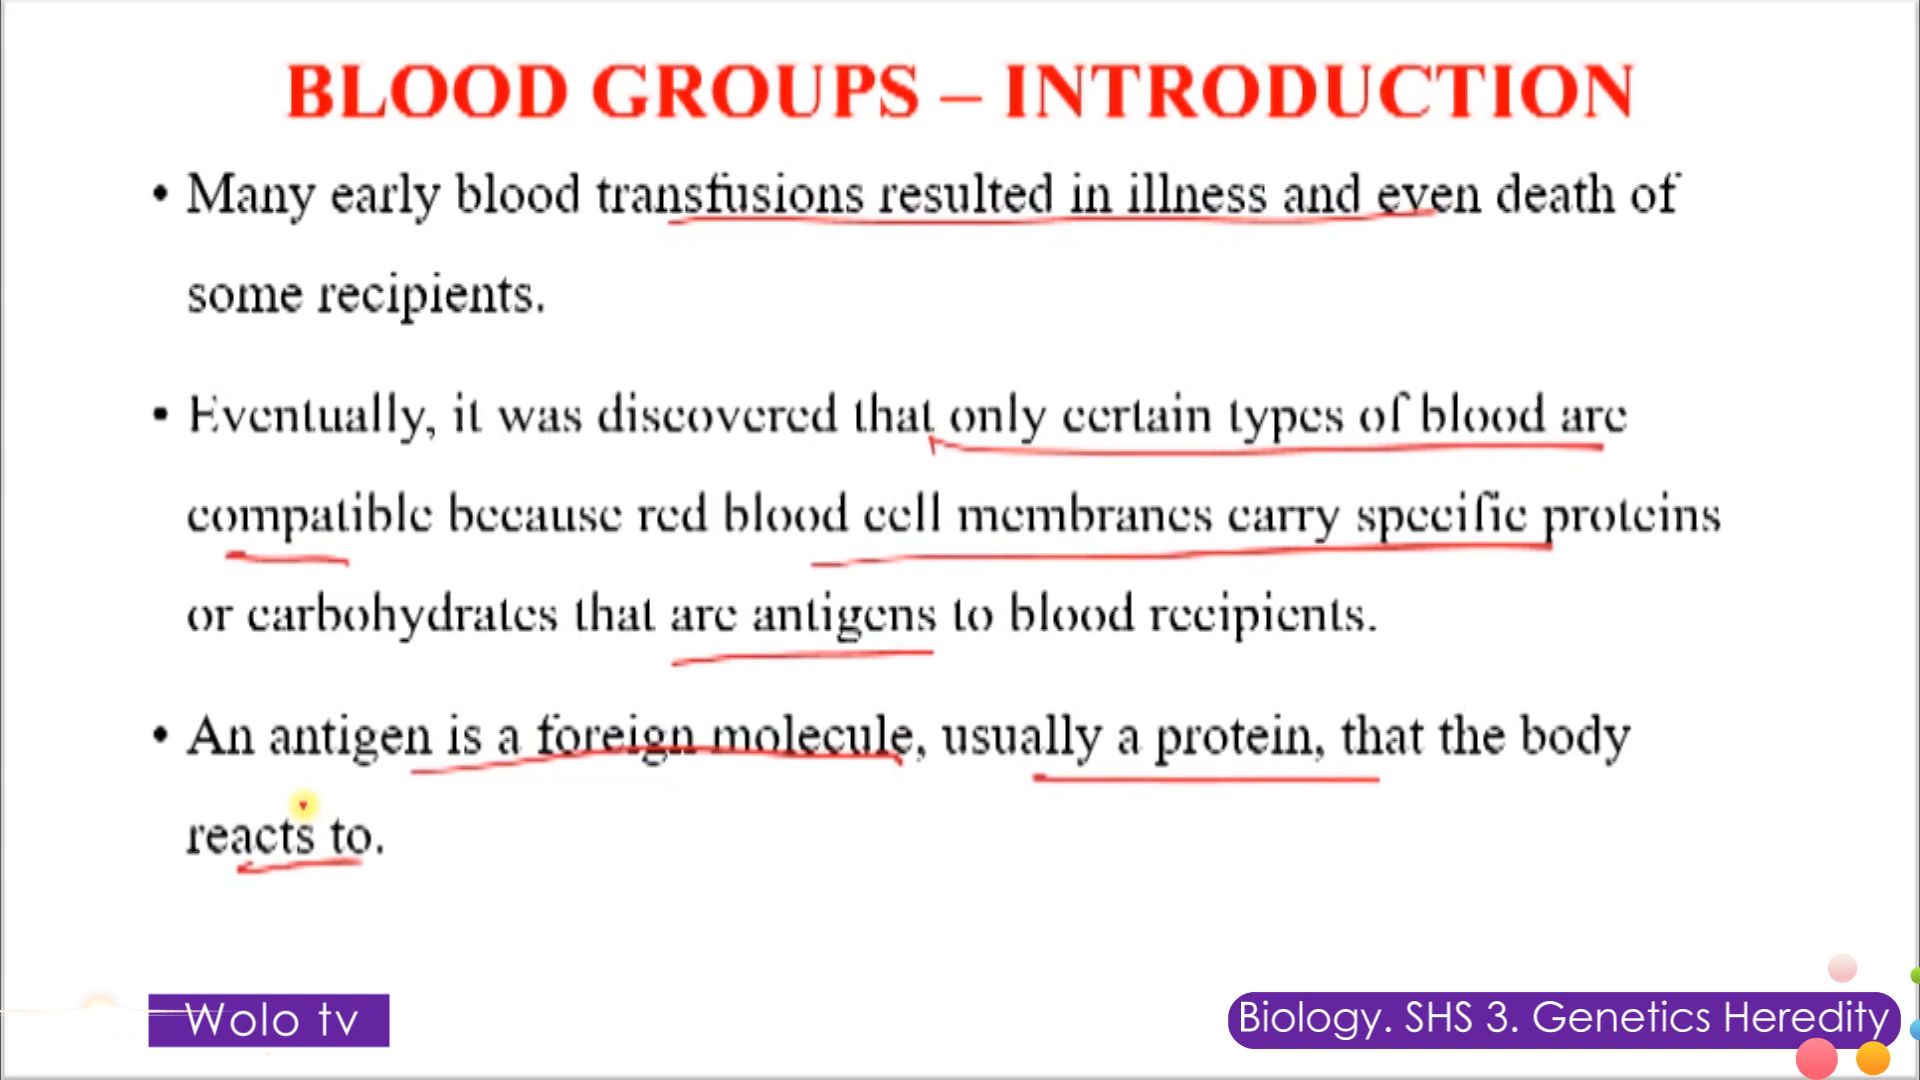 BLOOD GROUPS – INTRODUCTION
• Many early blood transfusions resulted in illness and even death of
some recipients.
• Eventually, it was discovered that only certain types of blood are
compatible because red blood cell membranes carry specific proteins
or carbohydrates that are antigens to blood recipients.
• An antigen is a foreign molecule, usually a protein, that the body
reacts to.
Wolo tv
Biology. SHS 3. Genetics Heredity